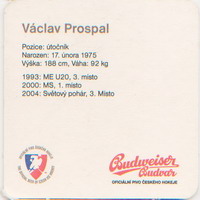 Václav Prospal
Pozice: útočník
Narozen: 17. února 1975
Výška: 188 cm, Váha: 92 kg
1993: ME U20, 3. místo
2000: MS, 1. místo
2004: Světový pohár, 3. Místo
Budweiser
Budvar
OFICIÁLNÍ PIVO ČESKÉHO HOKEJE